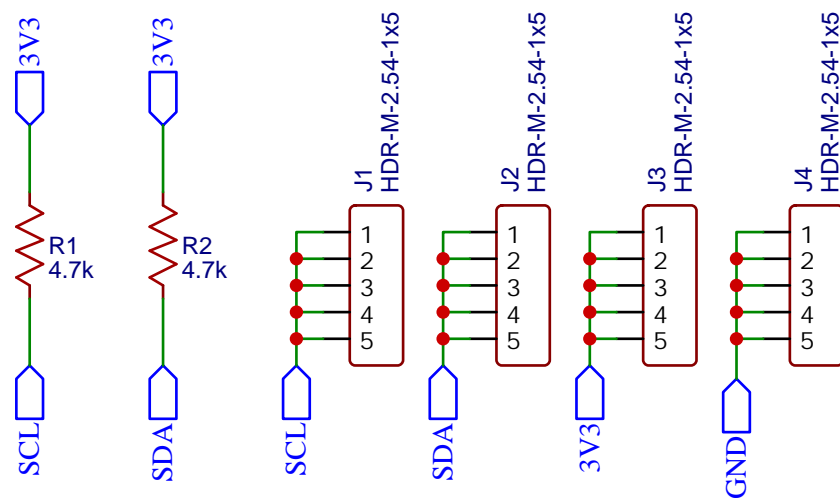 3V3
3V3
R1
4.7k
R2
4.7k
SCL
SDA
J1
HDR-M-2.54-1x5
1
2
3
4
5
SCL
J2
HDR-M-2.54-1x5
1
2
3
4
5
SDA
J3
HDR-M-2.54-1x5
1
2
3
4
5
3V3
J4
HDR-M-2.54-1x5
1
2
3
4
5
GND